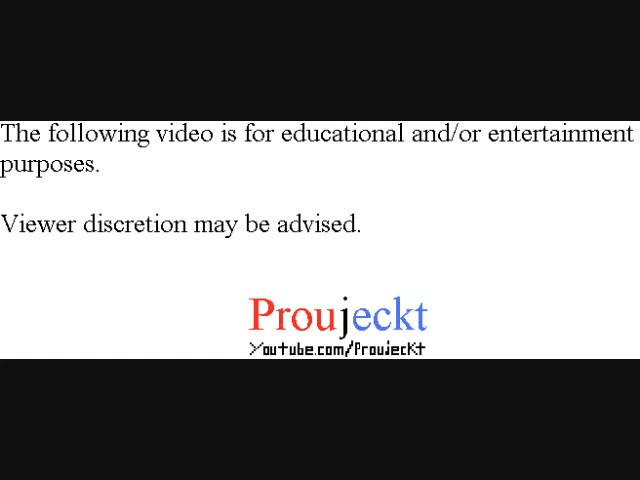 The following video is for educational and/or entertainment
purposes.
Viewer discretion may be advised.
Proujeckt
Youtube.com/ProujecKt